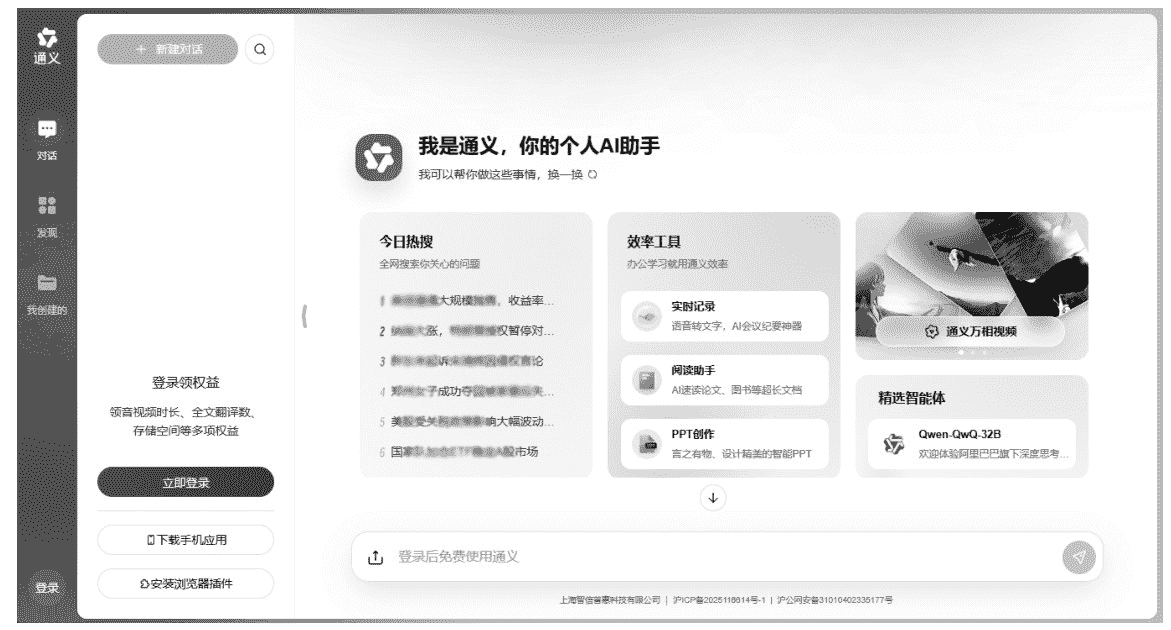 通义
对话
发现
我创建的
登录
新建对话
登录领权益
领音视频时长、全文翻译数、
存储空间等多项权益
立即登录
下载手机应用
安装浏览器插件
我是通义，你的个人AI助手
我可以帮你做这些事情，换一换
今日热搜
全网搜索你关心的问题
1 大规模，收益率...
2 大涨，权暂停对...
3 言论
4 女子成功夺...
5 美响大幅波动...
6 国家A股市场
效率工具
办公学习就用通义效率
实时记录
语音转文字，AI会议纪要神器
阅读助手
AI速读论文、图书等超长文档
PPT创作
言之有物、设计精美的智能PPT
通义万相视频
精选智能体
Qwen-QwQ-32B
欢迎体验阿里巴巴旗下深度思考...
登录后免费使用通义
上海智信普惠科技有限公司 | 沪ICP备2025118614号-1 | 沪公网安备31010402335177号